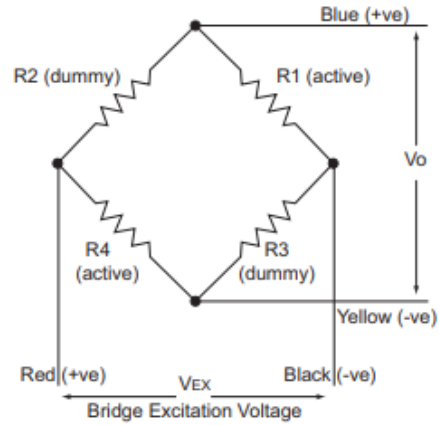 Blue (+ve)
R2 (dummy)
R1 (active)
Vo
R4
(active)
R3
(dummy)
Yellow (-ve)
Red (+ve)
VEX
Black(-ve)
Bridge Excitation Voltage